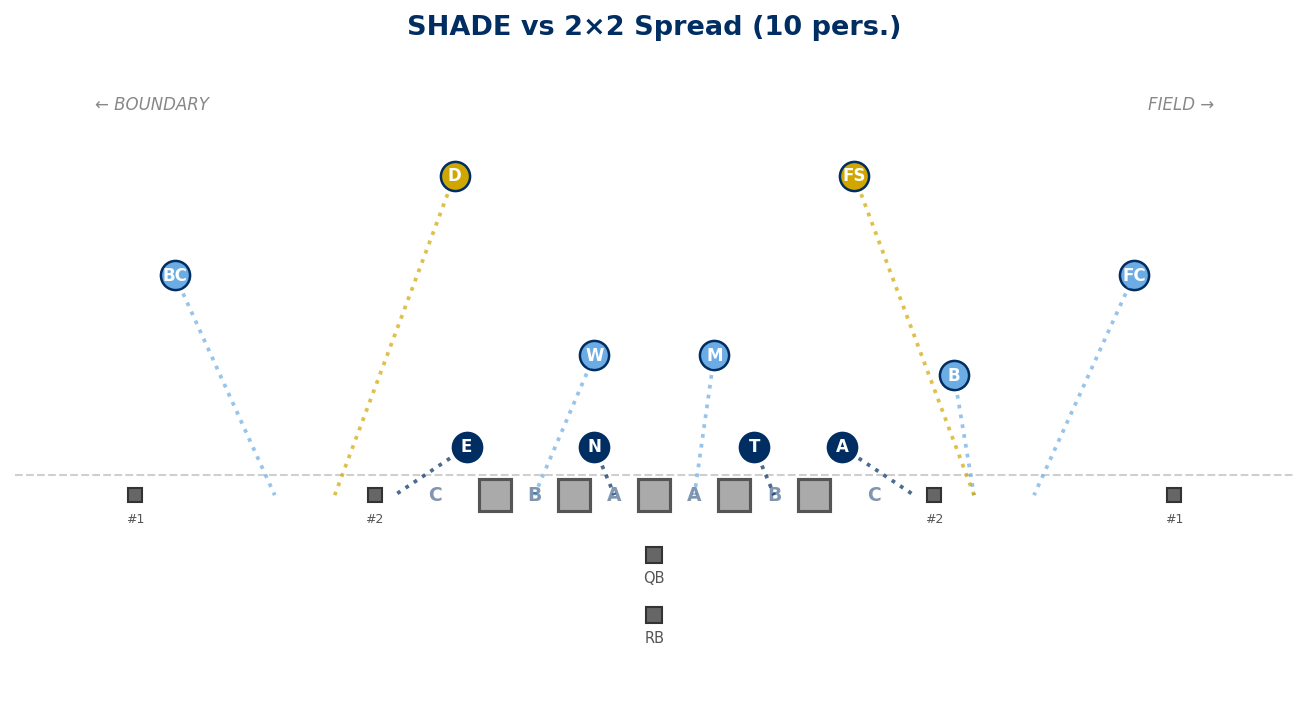 SHADE vs 2×2 Spread (10 pers.)
← BOUNDARY
FIELD →
D
FS
BC
FC
W
M
B
E
N
T
A
C
B
A
A
B
C
#1
#2
#2
#1
QB
RB